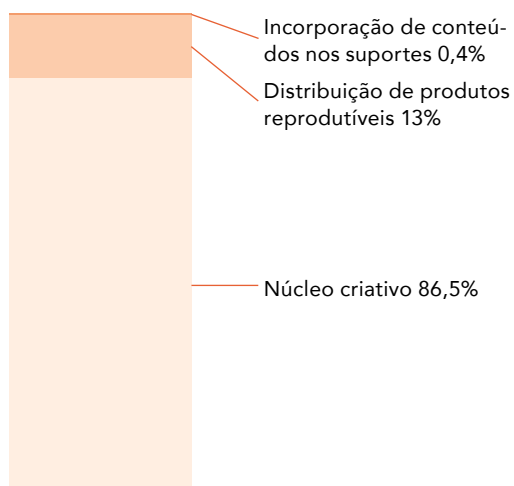 Incorporação de conteú-
dos nos suportes 0,4%
Distribuição de produtos
reprodutíveis 13%
Núcleo criativo 86,5%